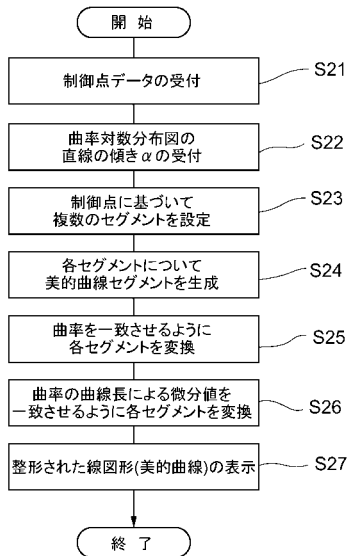 開 始
制御点データの受付
S21
曲率対数分布図の
直線の傾きαの受付
S22
制御点に基づいて
複数のセグメントを設定
S23
各セグメントについて
美的曲線セグメントを生成
S24
曲率を一致させるように
各セグメントを変換
S25
曲率の曲線長による微分値を
一致させるように各セグメントを変換
S26
整形された線図形(美的曲線)の表示
S27
終 了